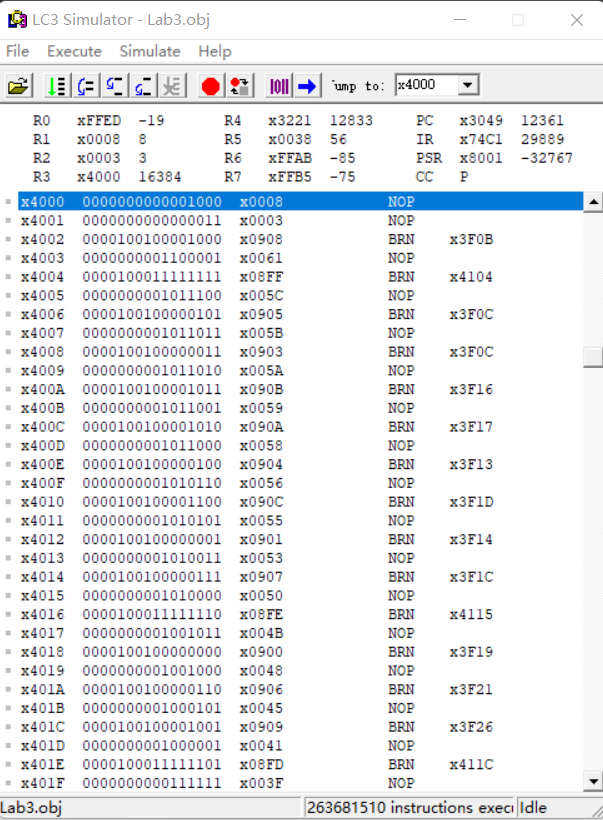 LC3 Simulator - Lab3.obj
File Execute Simulate Help
Jump to: x4000
R0 xFFED -19 R4 x3221 12833 PC x3049 12361
R1 x0008 8 R5 x0038 56 IR x74C1 29889
R2 x0003 3 R6 xFFAB -85 PSR x8001 -32767
R3 x4000 16384 R7 xFFB5 -75 CC P
x4000 0000000000001000 x0008 NOP
x4001 0000000000000011 x0003 NOP
x4002 0000100100001000 x0908 BRN x3F0B
x4003 0000000001100001 x0061 NOP
x4004 0000100011111111 x08FF BRN x4104
x4005 0000000001011100 x005C NOP
x4006 0000100100000101 x0905 BRN x3F0C
x4007 0000000001011011 x005B NOP
x4008 0000100100000011 x0903 BRN x3F0C
x4009 0000000001011010 x005A NOP
x400A 0000100100001011 x090B BRN x3F16
x400B 0000000001011001 x0059 NOP
x400C 0000100100001010 x090A BRN x3F17
x400D 0000000001011000 x0058 NOP
x400E 0000100100000100 x0904 BRN x3F13
x400F 0000000001010110 x0056 NOP
x4010 0000100100001100 x090C BRN x3F1D
x4011 0000000001010101 x0055 NOP
x4012 0000100100000001 x0901 BRN x3F14
x4013 0000000001010011 x0053 NOP
x4014 0000100100000111 x0907 BRN x3F1C
x4015 0000000001010000 x0050 NOP
x4016 0000100011111110 x08FE BRN x4115
x4017 0000000001001011 x004B NOP
x4018 0000100100000000 x0900 BRN x3F19
x4019 0000000001001000 x0048 NOP
x401A 0000100100000110 x0906 BRN x3F21
x401B 0000000001000101 x0045 NOP
x401C 0000100100001001 x0909 BRN x3F26
x401D 0000000001000001 x0041 NOP
x401E 0000100011111101 x08FD BRN x411C
x401F 0000000000111111 x003F NOP
Lab3.obj 263681510 instructions exec Idle